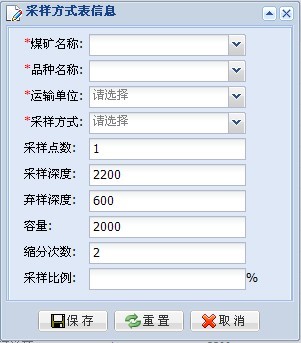 采样方式表信息
*煤矿名称:
*品种名称:
*运输单位: 请选择
*采样方式: 请选择
采样点数: 1
采样深度: 2200
弃样深度: 600
容量: 2000
缩分次数: 2
采样比例: %
保存 重置 取消